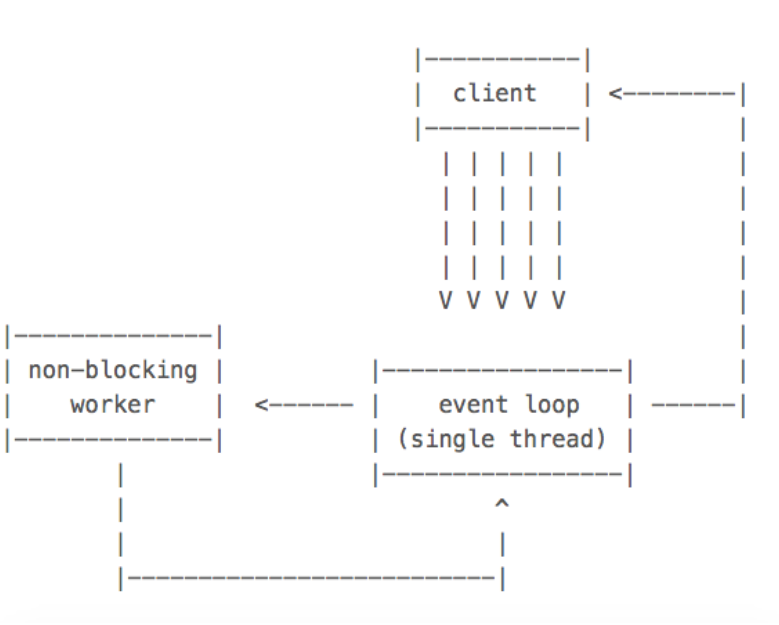 client
non-blocking
worker
event loop
(single thread)